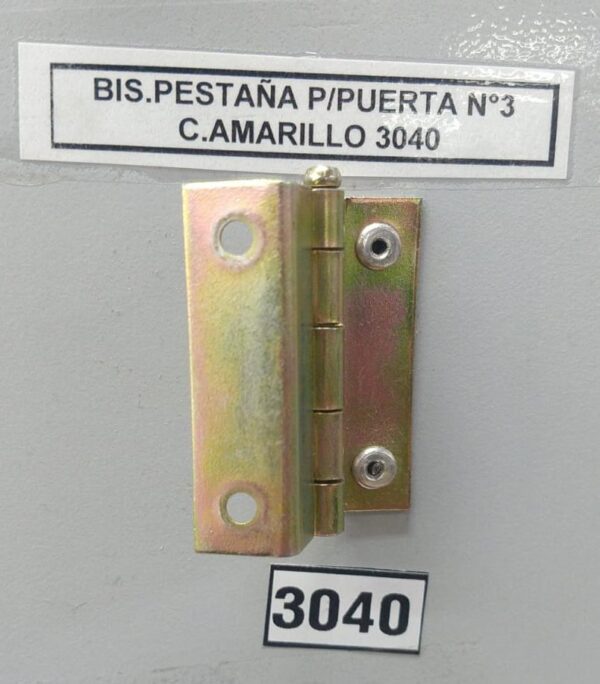 BIS.PESTAÑA P/PUERTA N°3
C.AMARILLO 3040
3040